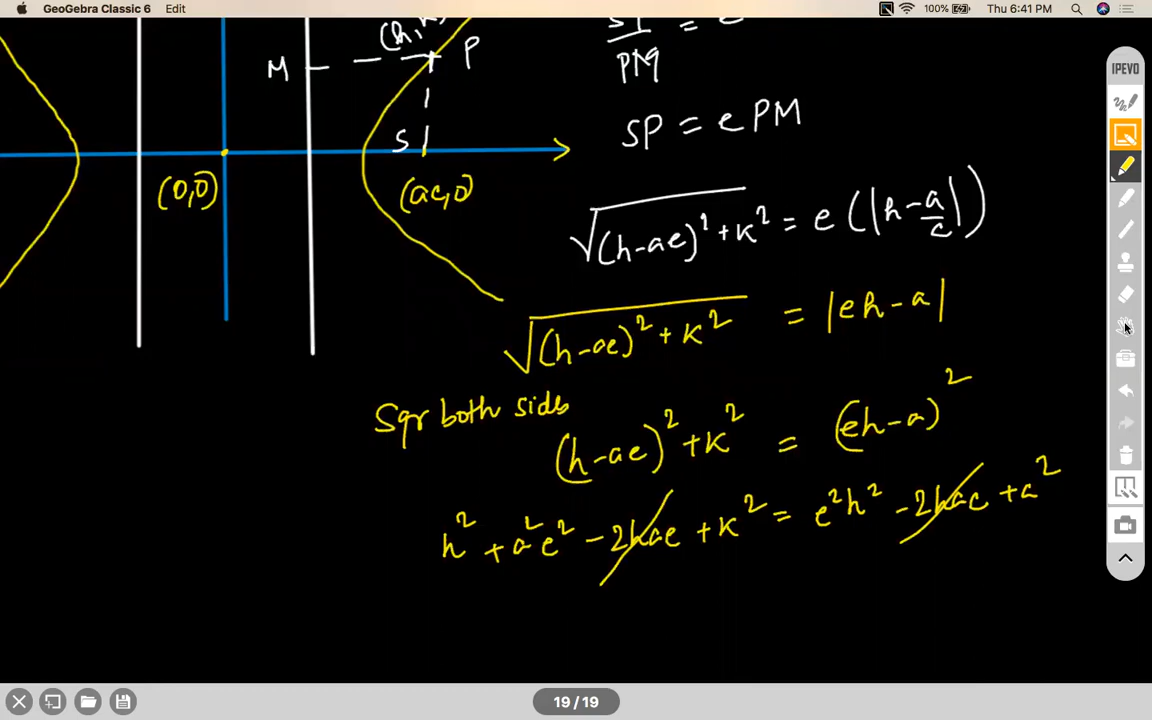 GeoGebra Classic 6 Edit 100% Thu 6:41 PM
IPEVO
M P
S
(0,0)
(ae,0)
PM
SP = e PM
√((h-ae)² + K²) = e (|h - a/e|)
√((h-ae)² + K²) = |eh - a|
Sqr both sids
(h-ae)² + K² = (eh-a)²
h² + a²e² - 2hae + K² = e²h² - 2hae + a²
19 / 19